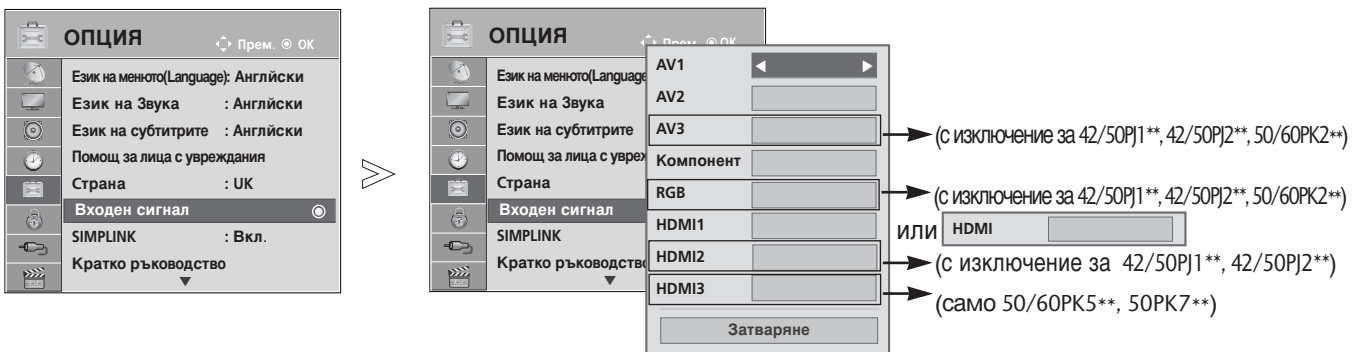 ОПЦИЯ
Прем. OK
Език на менюто(Language): Англйски
Език на Звука : Англйски
Език на субтитрите : Англйски
Помощ за лица с увреждания
Страна : UK
Входен сигнал
SIMPLINK : Вкл.
Кратко ръководство
ОПЦИЯ
Прем. OK
Език на менюто(Language
Език на Звука
Език на субтитрите
Помощ за лица с увреж
Страна
Входен сигнал
SIMPLINK
Кратко ръководств
AV1
AV2
AV3
(с изключение за 42/50PJ1**, 42/50PJ2**, 50/60PK2**)
Компонент
RGB
(с изключение за 42/50PJ1**, 42/50PJ2**, 50/60PK2**)
HDMI1
или HDMI
HDMI2
(с изключение за 42/50PJ1**, 42/50PJ2**)
HDMI3
(само 50/60PK5**, 50PK7**)
Затваряне